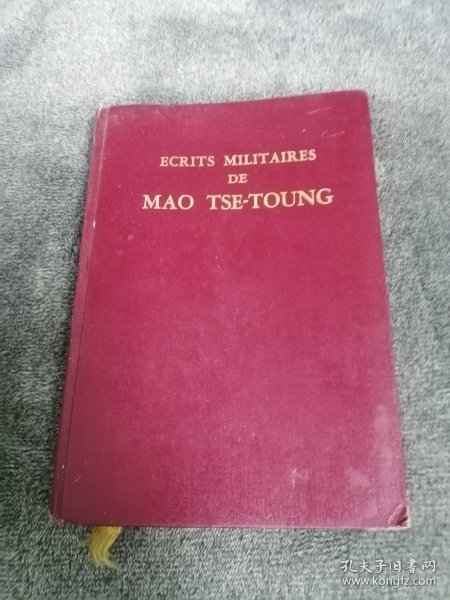 ECRITS MILITAIRES
DE
MAO TSE-TOUNG
孔夫子旧书网
www.kongfz.com